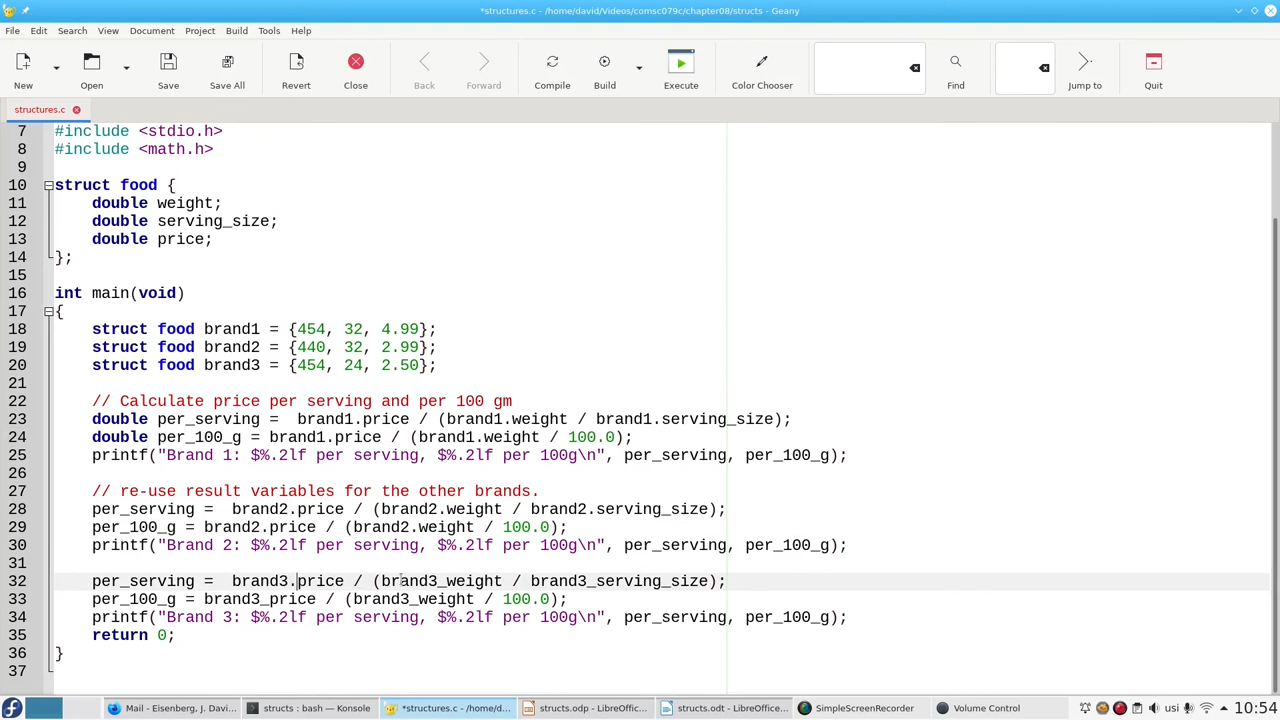 *structures.c - /home/david/Videos/comsc079c/chapter08/structs - Geany
File Edit Search View Document Project Build Tools Help
New Open Save Save All Revert Close Back Forward Compile Build Execute Color Chooser Find Jump to Quit
structures.c
7 #include <stdio.h>
8 #include <math.h>
9
10 struct food {
11     double weight;
12     double serving_size;
13     double price;
14 };
15
16 int main(void)
17 {
18     struct food brand1 = {454, 32, 4.99};
19     struct food brand2 = {440, 32, 2.99};
20     struct food brand3 = {454, 24, 2.50};
21
22     // Calculate price per serving and per 100 gm
23     double per_serving =  brand1.price / (brand1.weight / brand1.serving_size);
24     double per_100_g = brand1.price / (brand1.weight / 100.0);
25     printf("Brand 1: $%.2lf per serving, $%.2lf per 100g\n", per_serving, per_100_g);
26
27     // re-use result variables for the other brands.
28     per_serving =  brand2.price / (brand2.weight / brand2.serving_size);
29     per_100_g = brand2.price / (brand2.weight / 100.0);
30     printf("Brand 2: $%.2lf per serving, $%.2lf per 100g\n", per_serving, per_100_g);
31
32     per_serving =  brand3.price / (brand3_weight / brand3_serving_size);
33     per_100_g = brand3_price / (brand3_weight / 100.0);
34     printf("Brand 3: $%.2lf per serving, $%.2lf per 100g\n", per_serving, per_100_g);
35     return 0;
36 }
37
Mail - Eisenberg, J. Davi... structs : bash — Konsole *structures.c - /home/d... structs.odp - LibreOffice... structs.odt - LibreOffice... SimpleScreenRecorder Volume Control usi 10:54